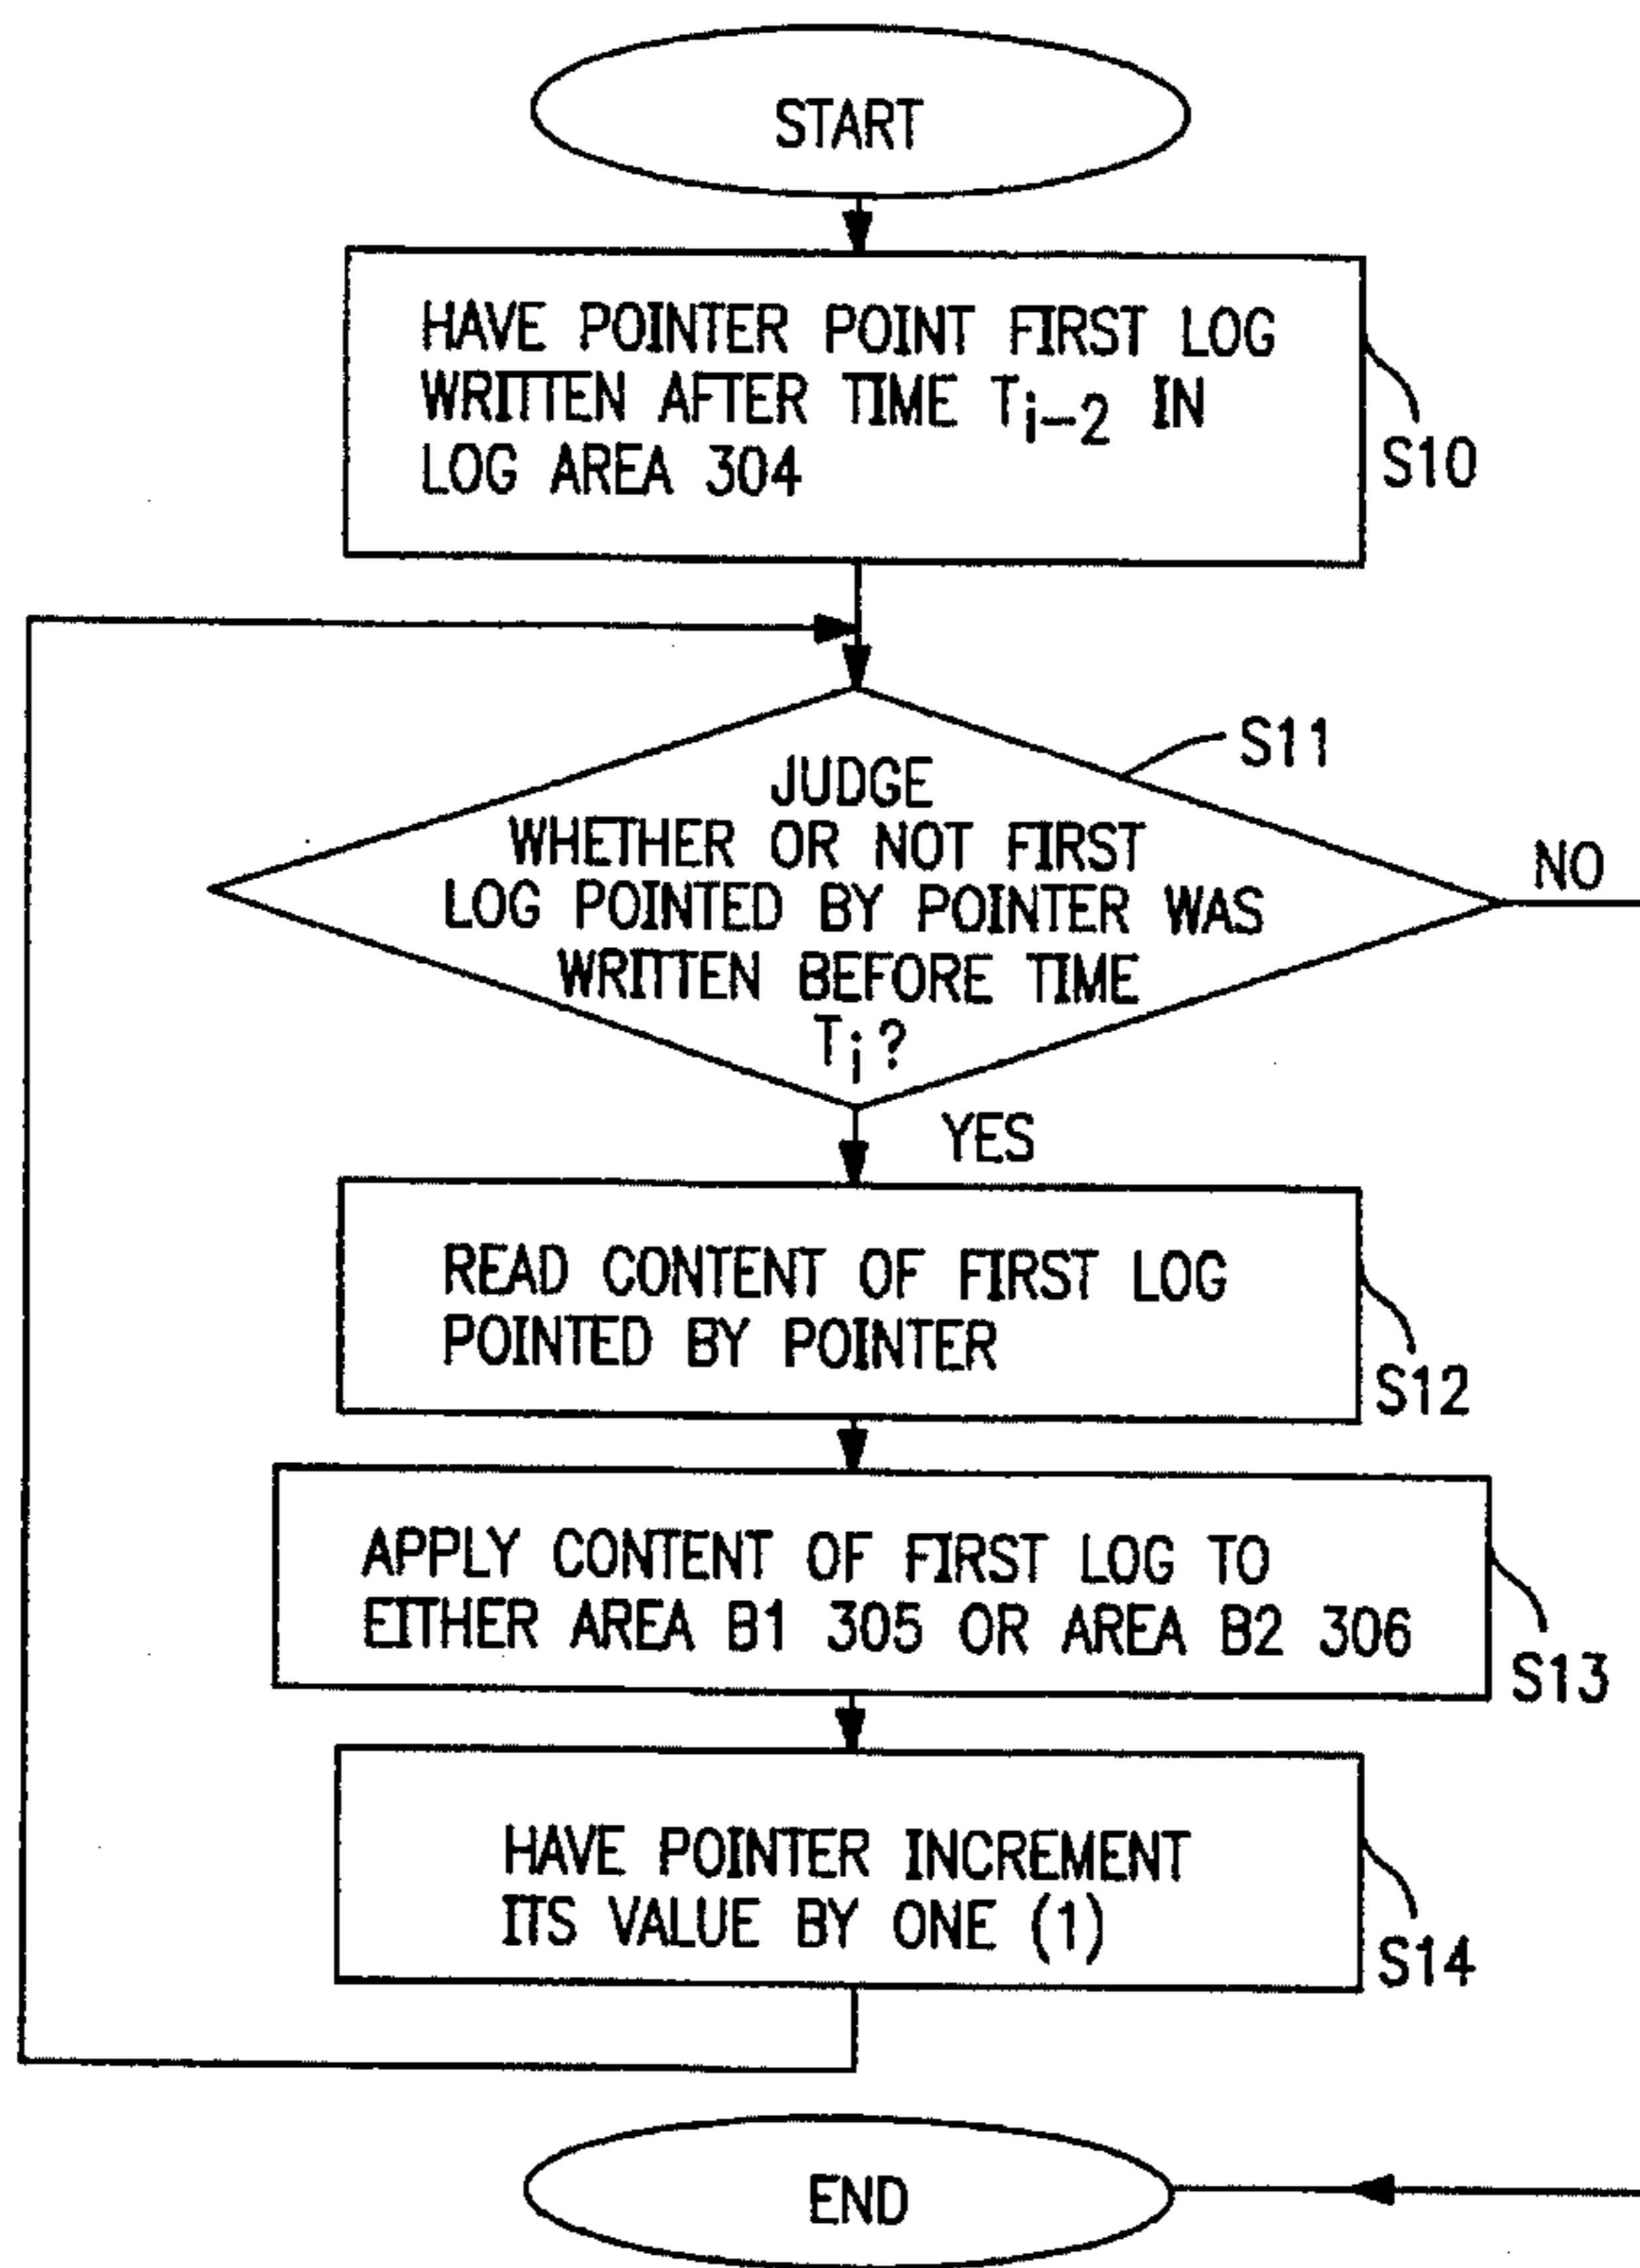 START
HAVE POINTER POINT FIRST LOG
WRITTEN AFTER TIME Ti-2 IN
LOG AREA 304
S10
S11
JUDGE
WHETHER OR NOT FIRST
LOG POINTED BY POINTER WAS
WRITTEN BEFORE TIME
Ti?
NO
YES
READ CONTENT OF FIRST LOG
POINTED BY POINTER
S12
APPLY CONTENT OF FIRST LOG TO
EITHER AREA B1 305 OR AREA B2 306
S13
HAVE POINTER INCREMENT
ITS VALUE BY ONE (1)
S14
END